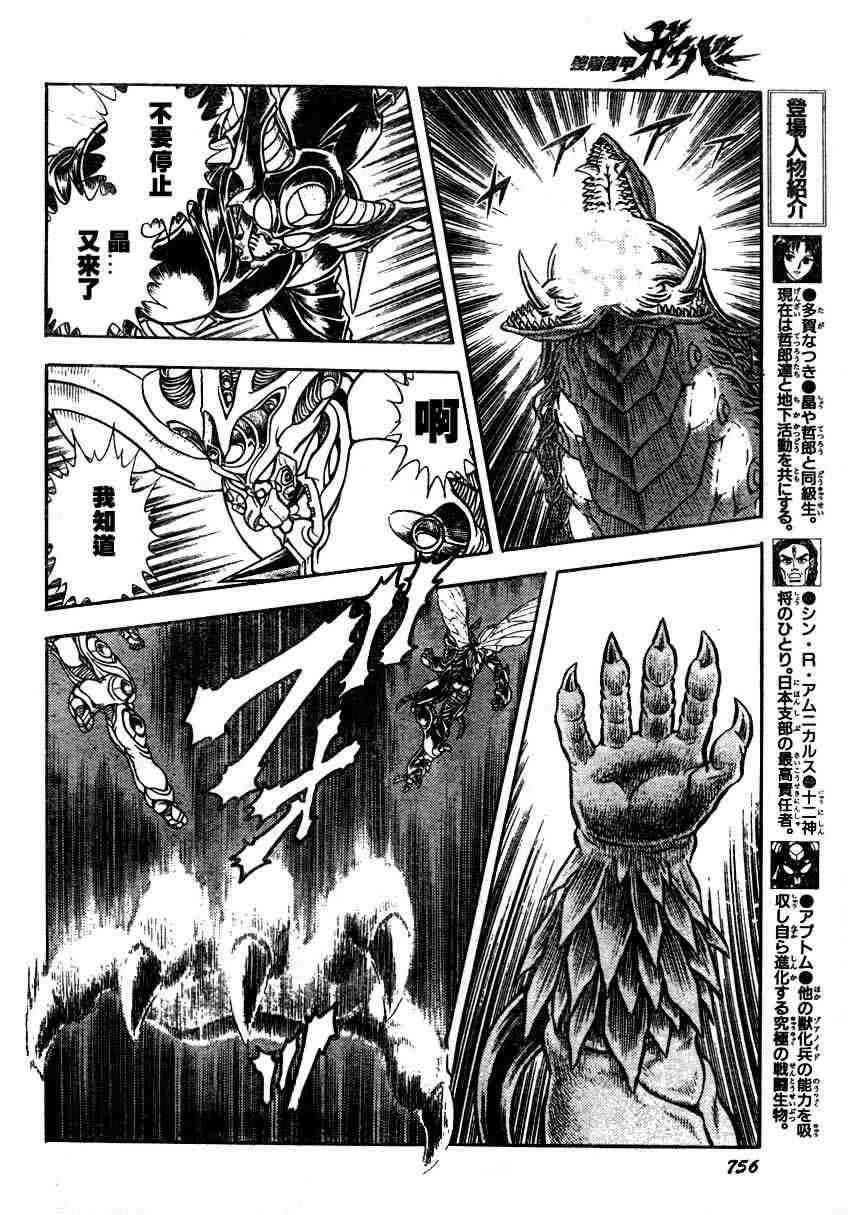 強殖装甲
ガイバー
登場人物紹介
●多賀なつき●晶や哲郎と同級生。
現在は哲郎達と地下活動を共にする。
●シン・R・アムニカルス●十二神
将のひとり。日本支部の最高責任者。
●アプトム●他の獣化兵の能力を吸
収し自ら進化する究極の戦闘生物。
カァァァ
不要停止
晶…
又來了
啊
我知道
756